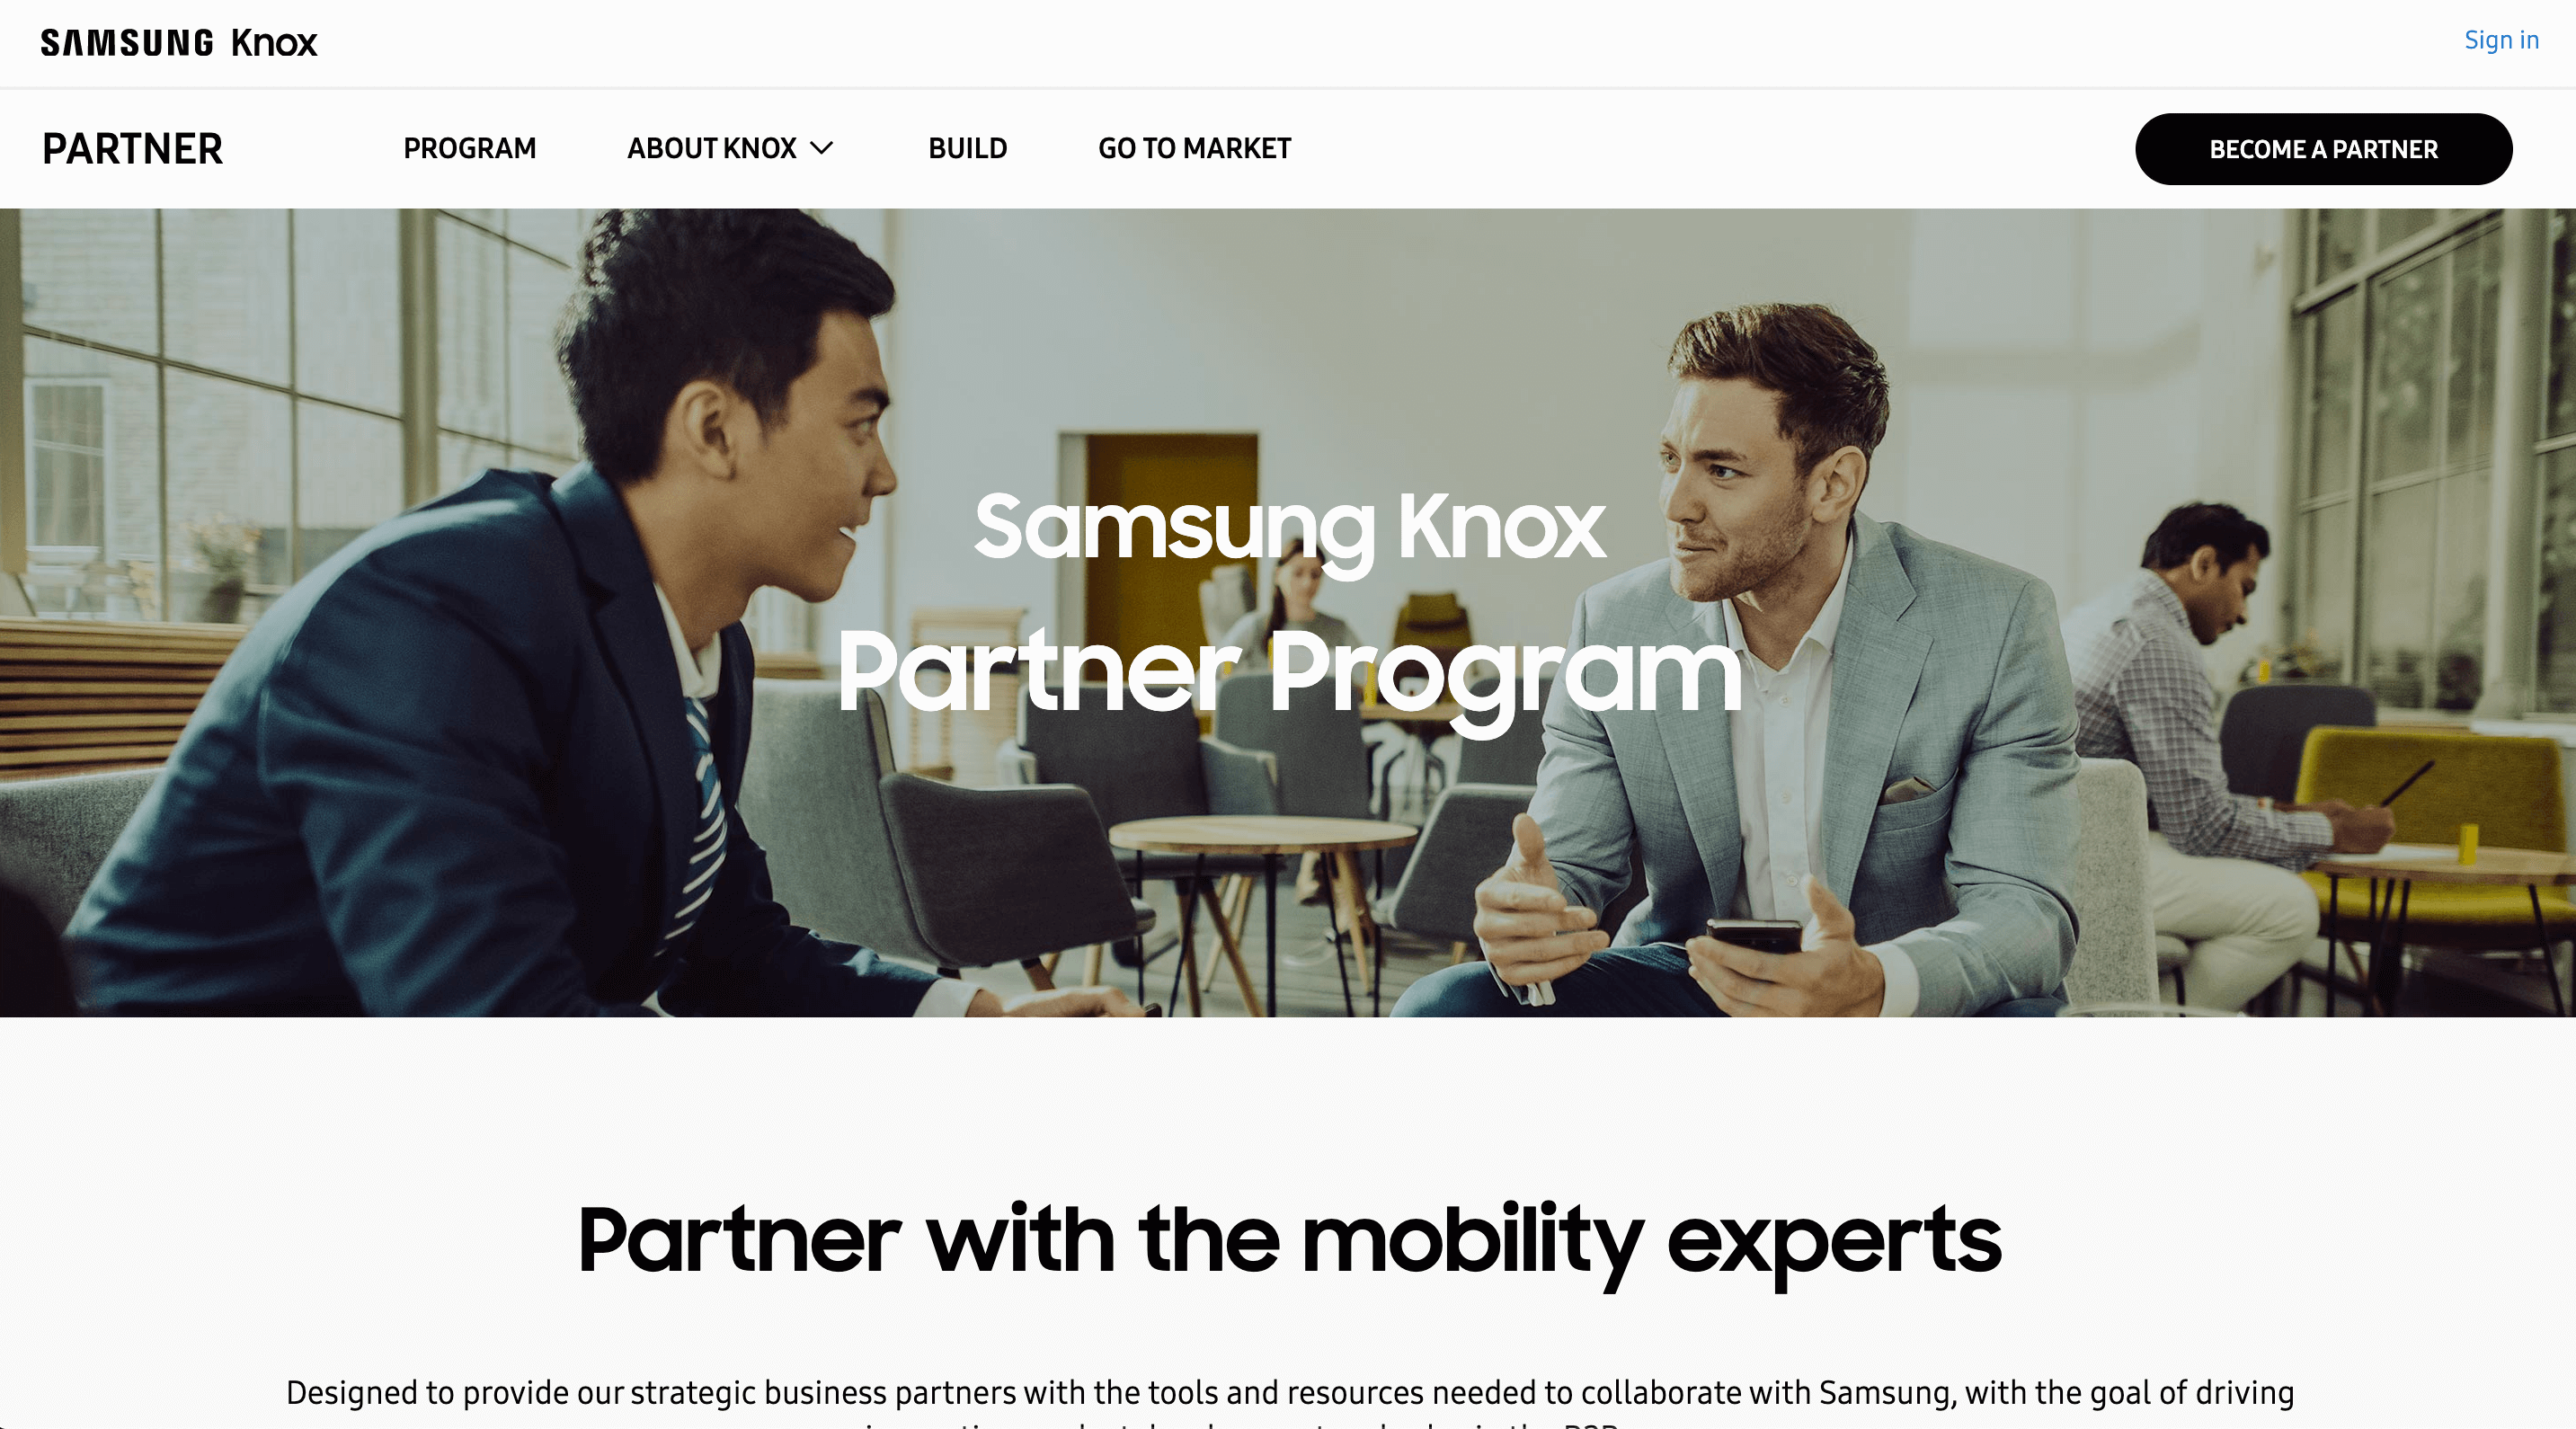 SAMSUNG Knox
Sign in
PARTNER
PROGRAM
ABOUT KNOX
BUILD
GO TO MARKET
BECOME A PARTNER
Samsung Knox
Partner Program
Partner with the mobility experts
Designed to provide our strategic business partners with the tools and resources needed to collaborate with Samsung, with the goal of driving